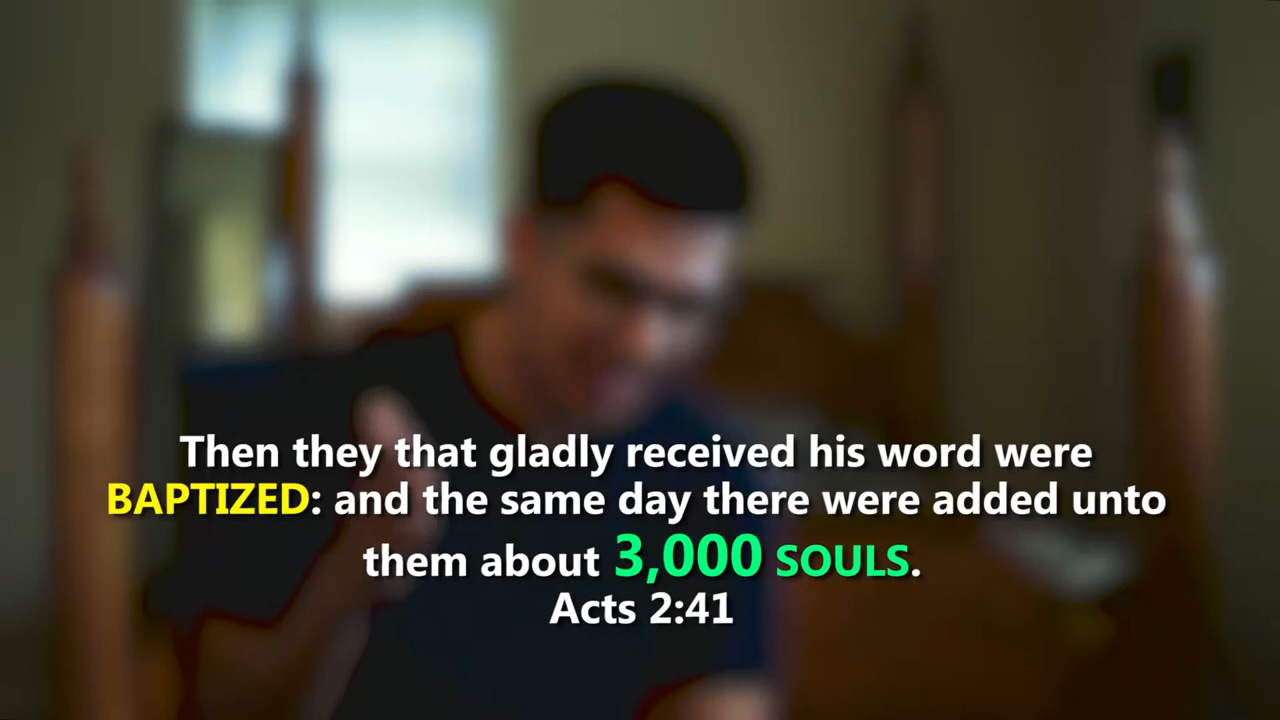 Then they that gladly received his word were
BAPTIZED: and the same day there were added unto
them about 3,000 SOULS.
Acts 2:41